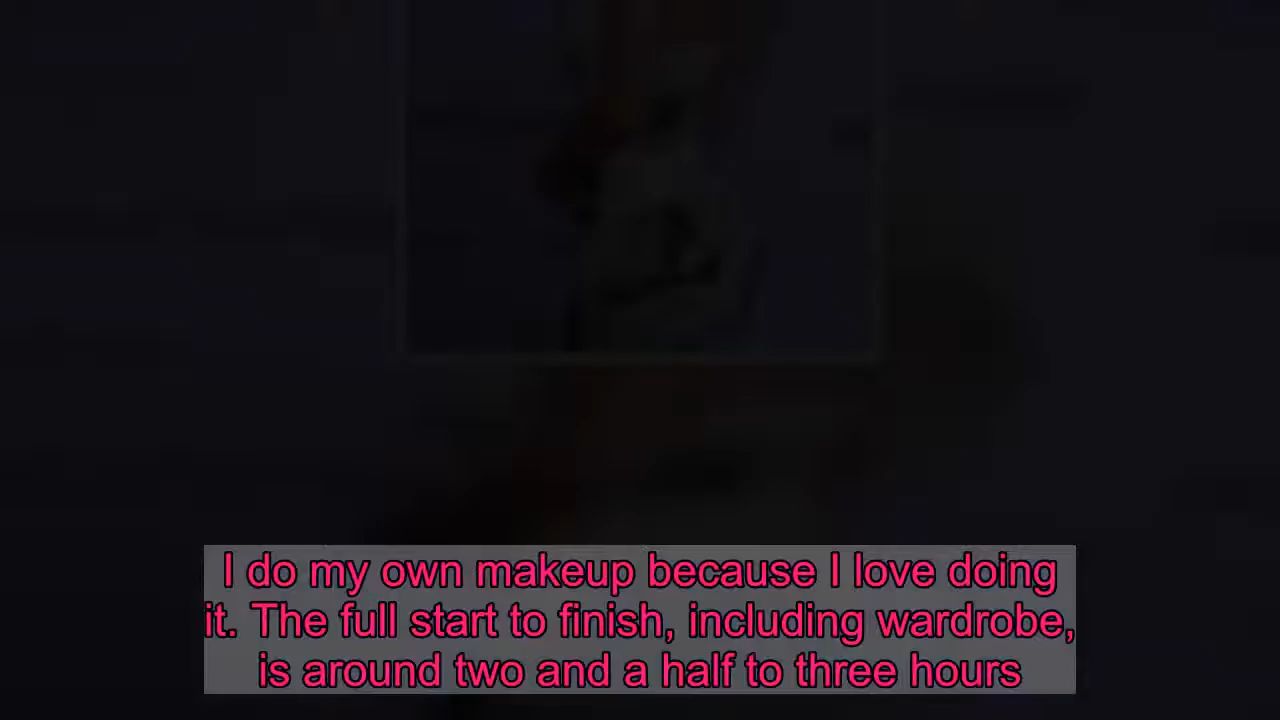 I do my own makeup because I love doing
it. The full start to finish, including wardrobe,
is around two and a half to three hours